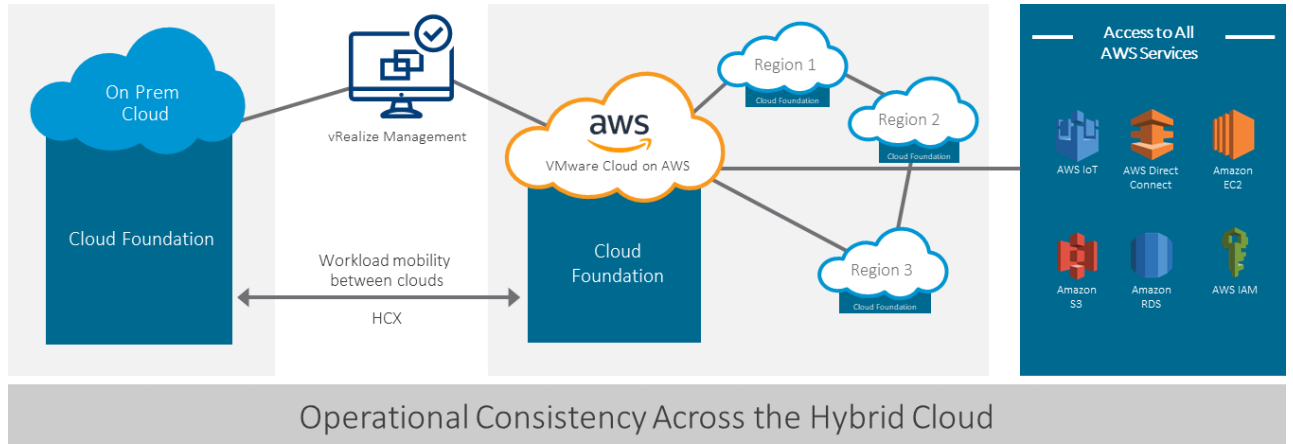 On Prem
Cloud
Cloud Foundation
vRealize Management
Workload mobility
between clouds
HCX
aws
VMware Cloud on AWS
Cloud
Foundation
Region 1
Cloud Foundation
Region 2
Cloud Foundation
Region 3
Cloud Foundation
Access to All
AWS Services
AWS IoT
AWS Direct
Connect
Amazon
EC2
Amazon
S3
Amazon
RDS
AWS IAM
Operational Consistency Across the Hybrid Cloud